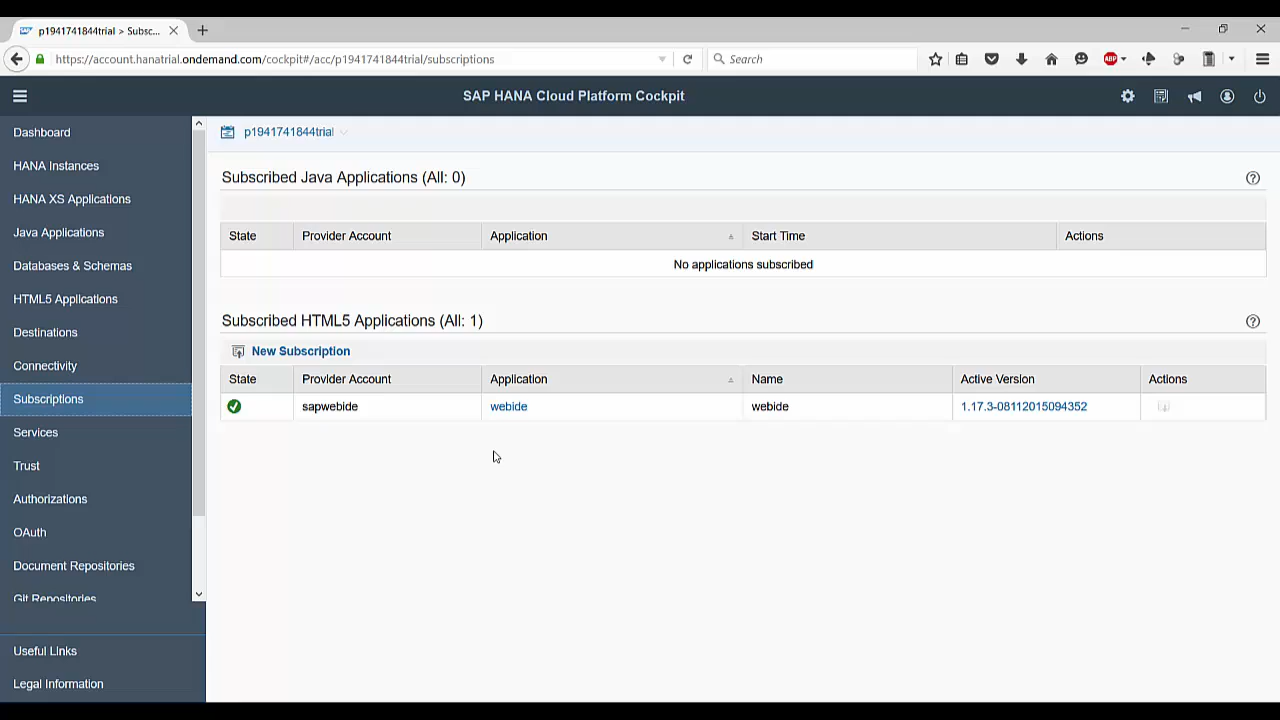 p1941741844trial > Subsc...
https://account.hanatrial.ondemand.com/cockpit#/acc/p1941741844trial/subscriptions
Search
ABP
SAP HANA Cloud Platform Cockpit
Dashboard
HANA Instances
HANA XS Applications
Java Applications
Databases & Schemas
HTML5 Applications
Destinations
Connectivity
Subscriptions
Services
Trust
Authorizations
OAuth
Document Repositories
Git Repositories
Useful Links
Legal Information
p1941741844trial
Subscribed Java Applications (All: 0)
State Provider Account Application Start Time Actions
No applications subscribed
Subscribed HTML5 Applications (All: 1)
New Subscription
State Provider Account Application Name Active Version Actions
sapwebide webide webide 1.17.3-08112015094352